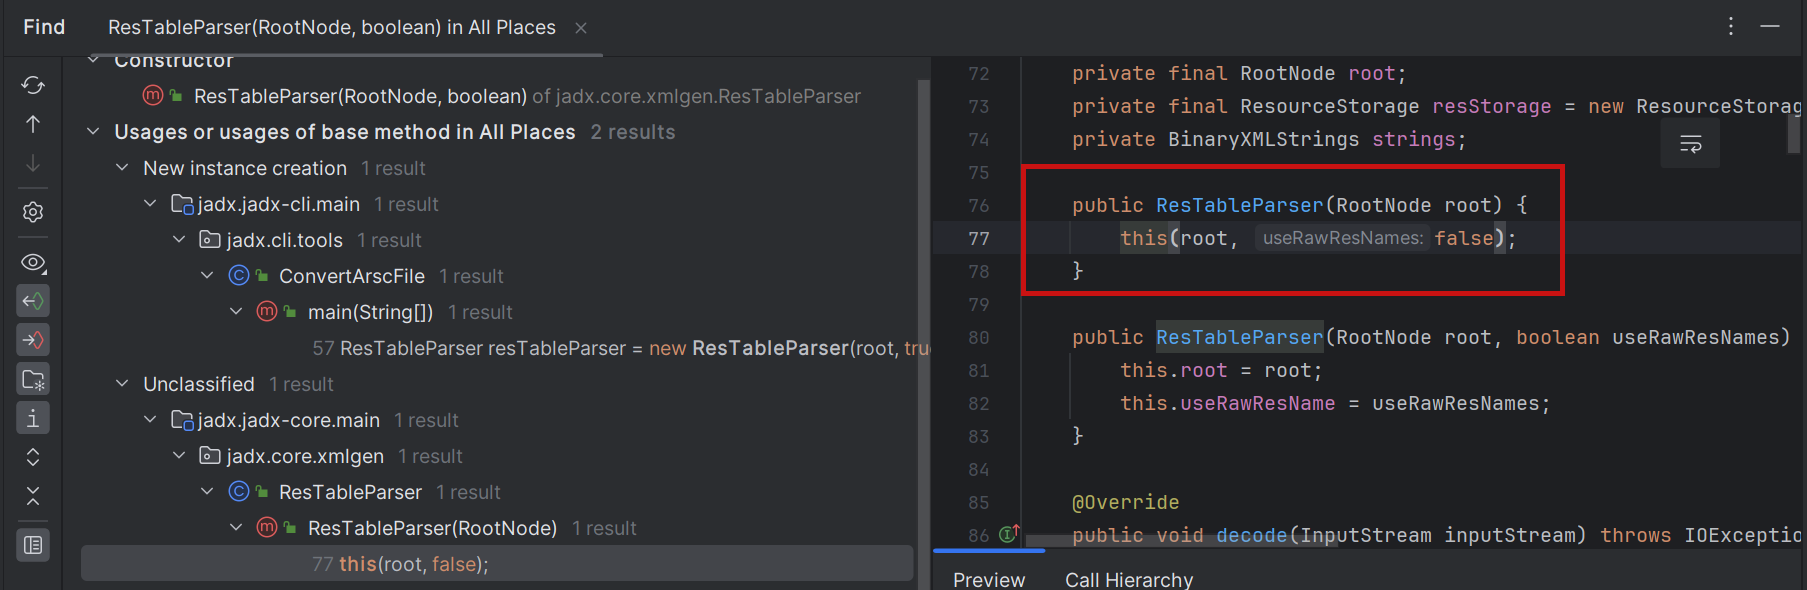 Find
ResTableParser(RootNode, boolean) in All Places
Constructor
ResTableParser(RootNode, boolean) of jadx.core.xmlgen.ResTableParser
Usages or usages of base method in All Places 2 results
New instance creation 1 result
jadx.jadx-cli.main 1 result
jadx.cli.tools 1 result
ConvertArscFile 1 result
main(String[]) 1 result
57 ResTableParser resTableParser = new ResTableParser(root, true
Unclassified 1 result
jadx.jadx-core.main 1 result
jadx.core.xmlgen 1 result
ResTableParser 1 result
ResTableParser(RootNode) 1 result
77 this(root, false);
72 private final RootNode root;
73 private final ResourceStorage resStorage = new ResourceStorag
74 private BinaryXMLStrings strings;
75
76 public ResTableParser(RootNode root) {
77 this(root, useRawResNames: false);
78 }
79
80 public ResTableParser(RootNode root, boolean useRawResNames)
81 this.root = root;
82 this.useRawResName = useRawResNames;
83 }
84
85 @Override
86 public void decode(InputStream inputStream) throws IOExceptio
Preview Call Hierarchy